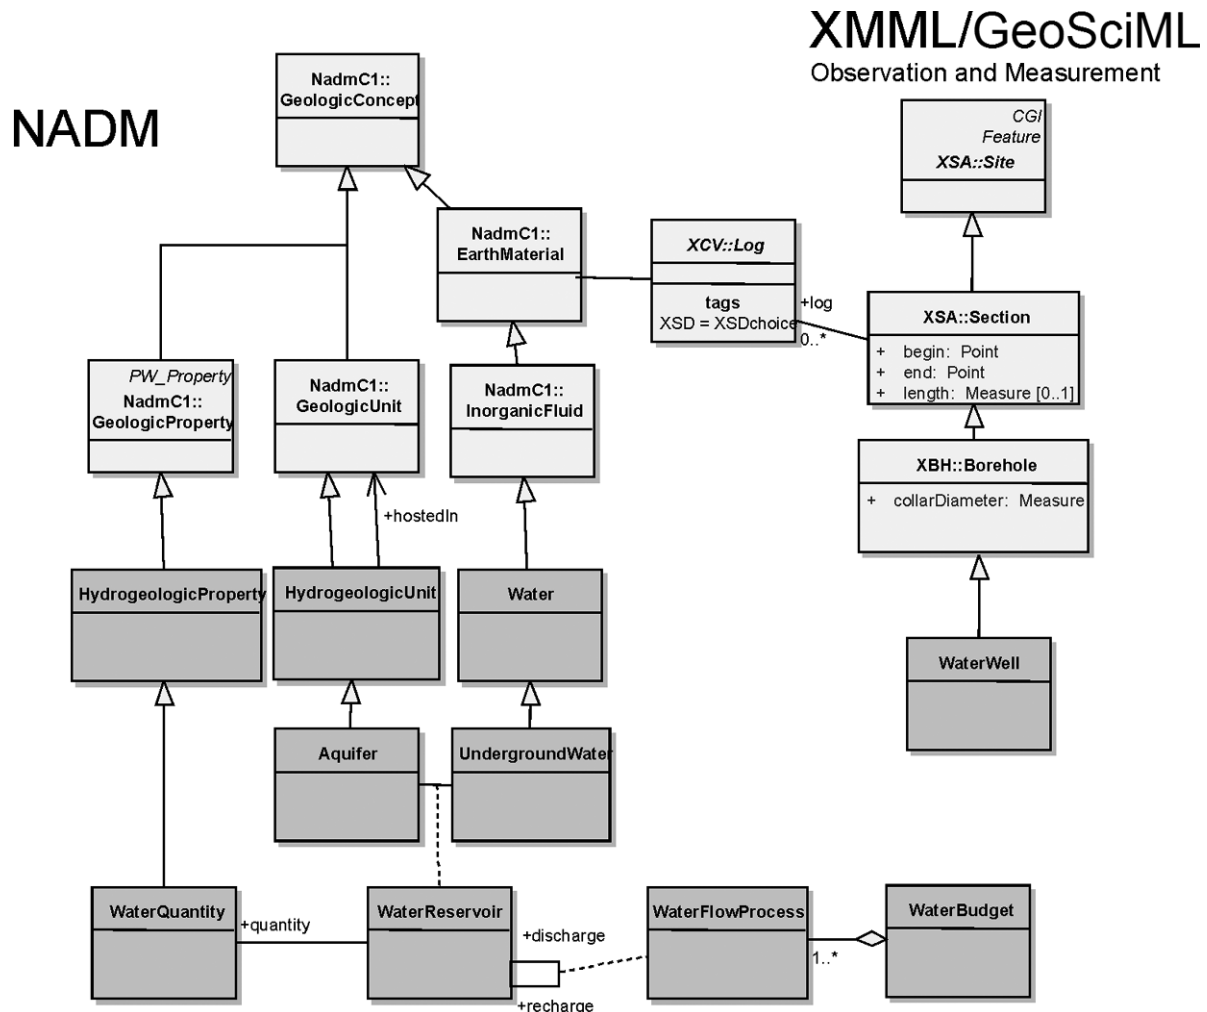 XMML/GeoSciML
Observation and Measurement
NADM
NadmC1::
GeologicConcept
CGI
Feature
XSA::Site
NadmC1::
EarthMaterial
XCV::Log
tags
XSD = XSDchoice
+log
0..*
XSA::Section
+ begin: Point
+ end: Point
+ length: Measure [0..1]
PW_Property
NadmC1::
GeologicProperty
NadmC1::
GeologicUnit
NadmC1::
InorganicFluid
XBH::Borehole
+ collarDiameter: Measure
+hostedIn
HydrogeologicProperty
HydrogeologicUnit
Water
WaterWell
Aquifer
UndergroundWater
WaterQuantity
+quantity
WaterReservoir
+discharge
+recharge
WaterFlowProcess
1..*
WaterBudget